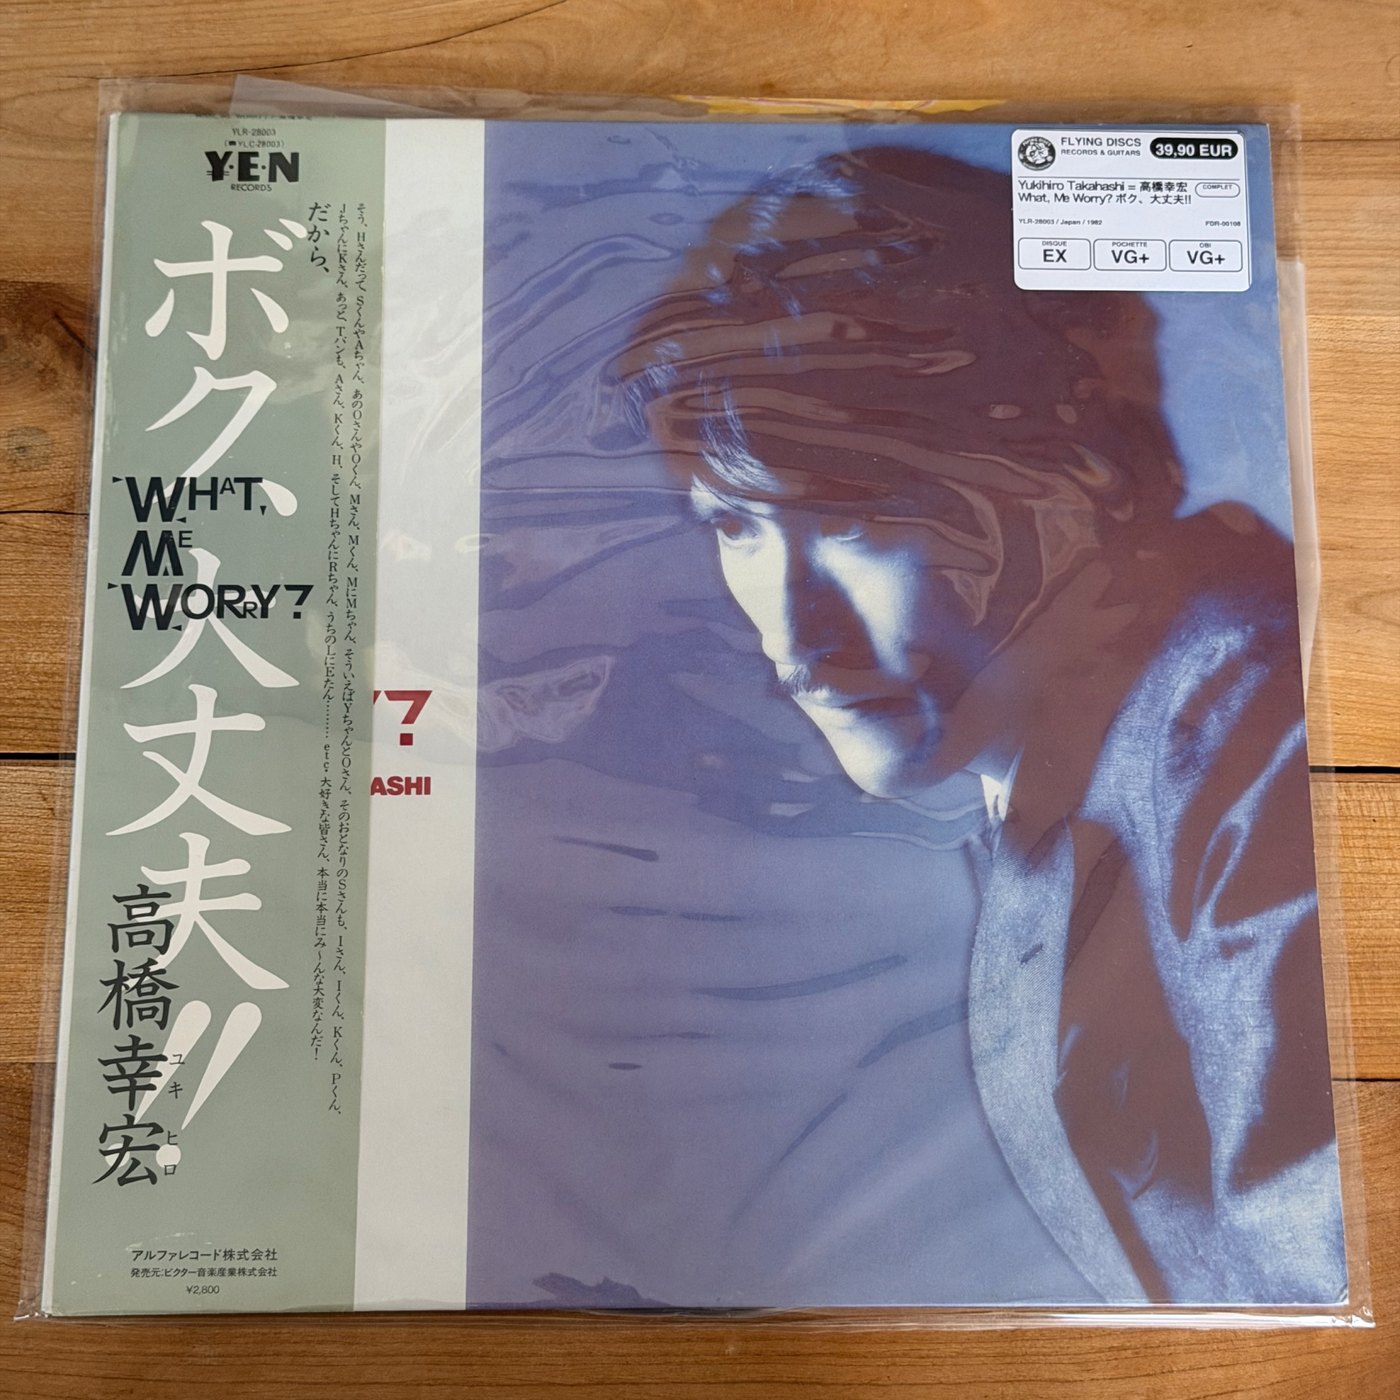 YLR-28003
(YLC-28003)
Y·E·N
RECORDS
ボク、大丈夫!!
WHAT,
ME
WORRY?
高橋幸宏
ユキヒロ
そう、Hさんだって、SくんやAちゃん、あのOさんやOくん、Mさん、Mくん、MにMちゃん、そういえばYちゃんとOさん、そのおとなりのSさんも、Iさん、Iくん、Kくん、Pくん、
JちゃんにKさん、あっと、Tバンも、Aさん、Kくん、H、そしてHちゃんにRちゃん、うちのLにEたん……… etc・大好きな皆さん、本当に本当にみ〜んな大変なんだ!
だから、
アルファレコード株式会社
発売元:ビクター音楽産業株式会社
¥2,800
Y?
ASHI
FLYING DISCS
RECORDS & GUITARS
39,90 EUR
Yukihiro Takahashi = 高橋幸宏
What, Me Worry? ボク、大丈夫!!
COMPLET
YLR-28003 / Japan / 1982
FDR-00108
DISQUE
EX
POCHETTE
VG+
OBI
VG+